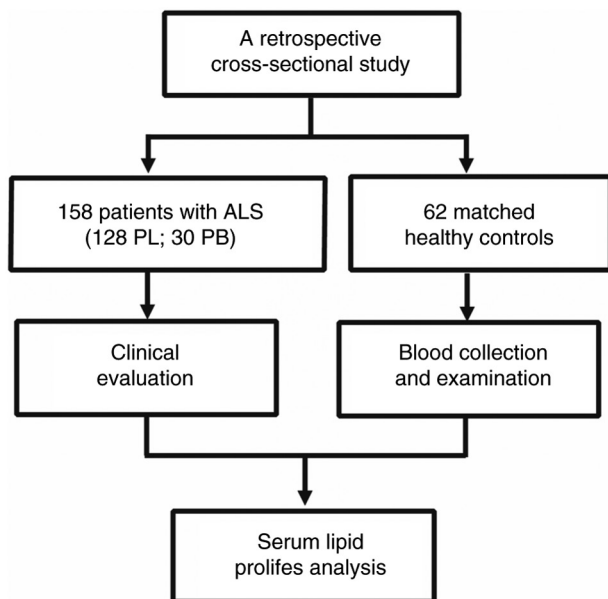 A retrospective
cross-sectional study
158 patients with ALS
(128 PL; 30 PB)
62 matched
healthy controls
Clinical
evaluation
Blood collection
and examination
Serum lipid
prolifes analysis